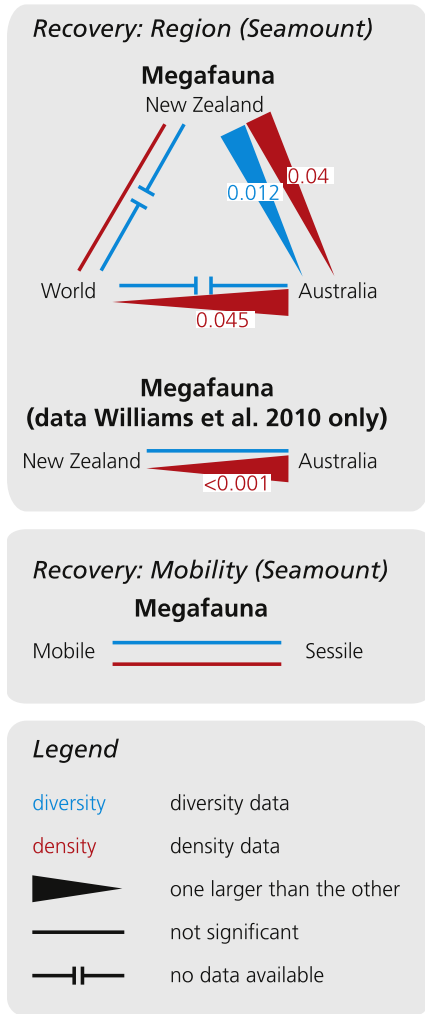 Recovery: Region (Seamount)
Megafauna
New Zealand
0.04
0.012
World
Australia
0.045
Megafauna
(data Williams et al. 2010 only)
New Zealand
Australia
<0.001
Recovery: Mobility (Seamount)
Megafauna
Mobile
Sessile
Legend
diversity diversity data
density density data
one larger than the other
not significant
no data available